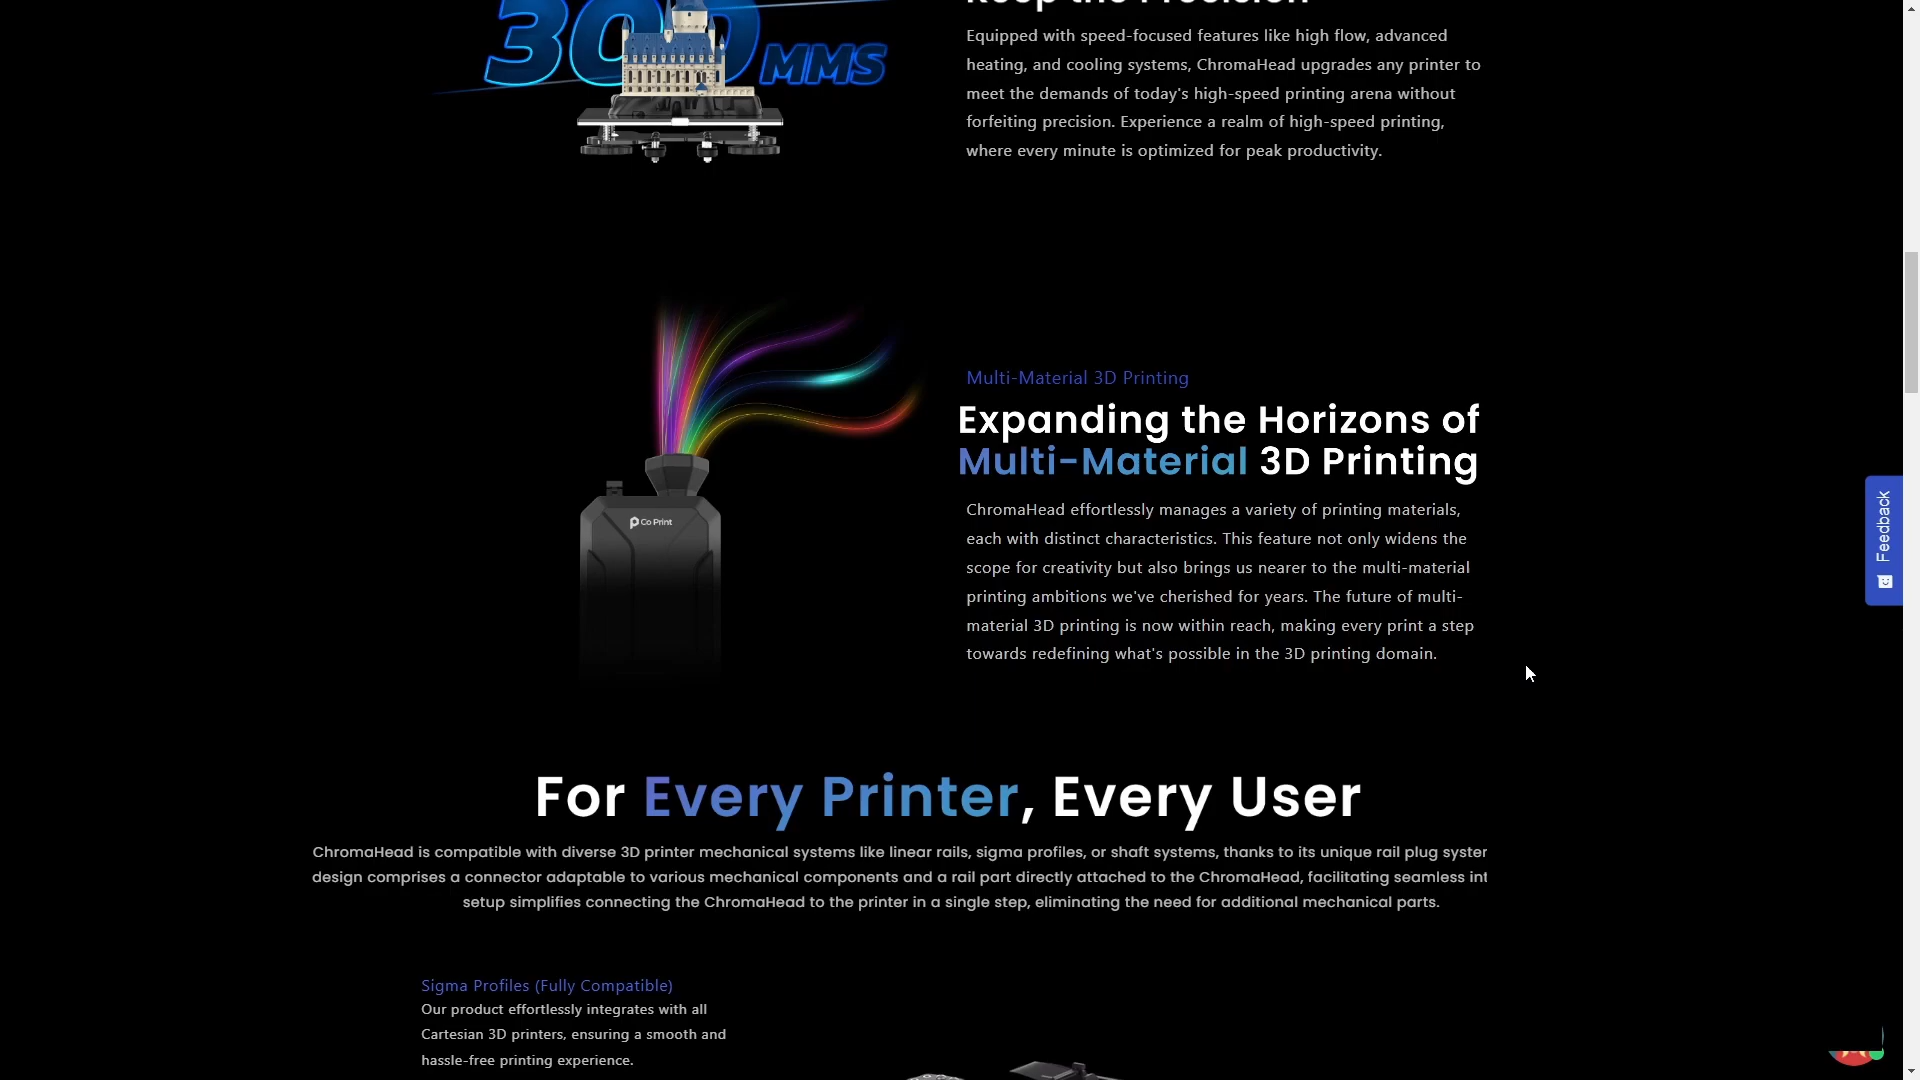 300 MMS
Keep the Precision
Equipped with speed-focused features like high flow, advanced
heating, and cooling systems, ChromaHead upgrades any printer to
meet the demands of today's high-speed printing arena without
forfeiting precision. Experience a realm of high-speed printing,
where every minute is optimized for peak productivity.
Multi-Material 3D Printing
Expanding the Horizons of
Multi-Material 3D Printing
Co Print
ChromaHead effortlessly manages a variety of printing materials,
each with distinct characteristics. This feature not only widens the
scope for creativity but also brings us nearer to the multi-material
printing ambitions we've cherished for years. The future of multi-
material 3D printing is now within reach, making every print a step
towards redefining what's possible in the 3D printing domain.
Feedback
For Every Printer, Every User
ChromaHead is compatible with diverse 3D printer mechanical systems like linear rails, sigma profiles, or shaft systems, thanks to its unique rail plug
design comprises a connector adaptable to various mechanical components and a rail part directly attached to the ChromaHead, facilitating seamless
setup simplifies connecting the ChromaHead to the printer in a single step, eliminating the need for additional mechanical parts.
Sigma Profiles (Fully Compatible)
Our product effortlessly integrates with all
Cartesian 3D printers, ensuring a smooth and
hassle-free printing experience.